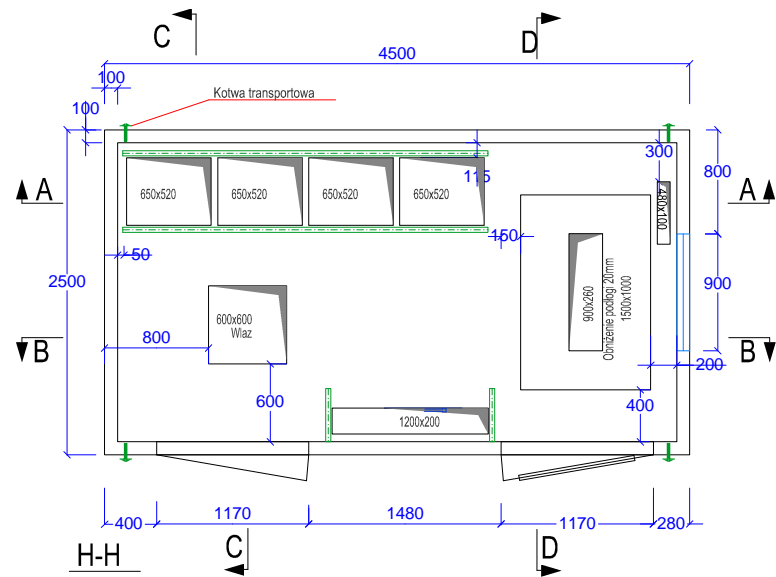 C
D
4500
100
Kotwa transportowa
100
300
115
800
A
A
650x520
650x520
650x520
650x520
480x100
150
50
2500
900
600x600
Wlaz
900x260
Obniżenie podłogi 20mm
1500x1000
B
B
800
200
600
400
1200x200
400
1170
1480
1170
280
C
D
H-H